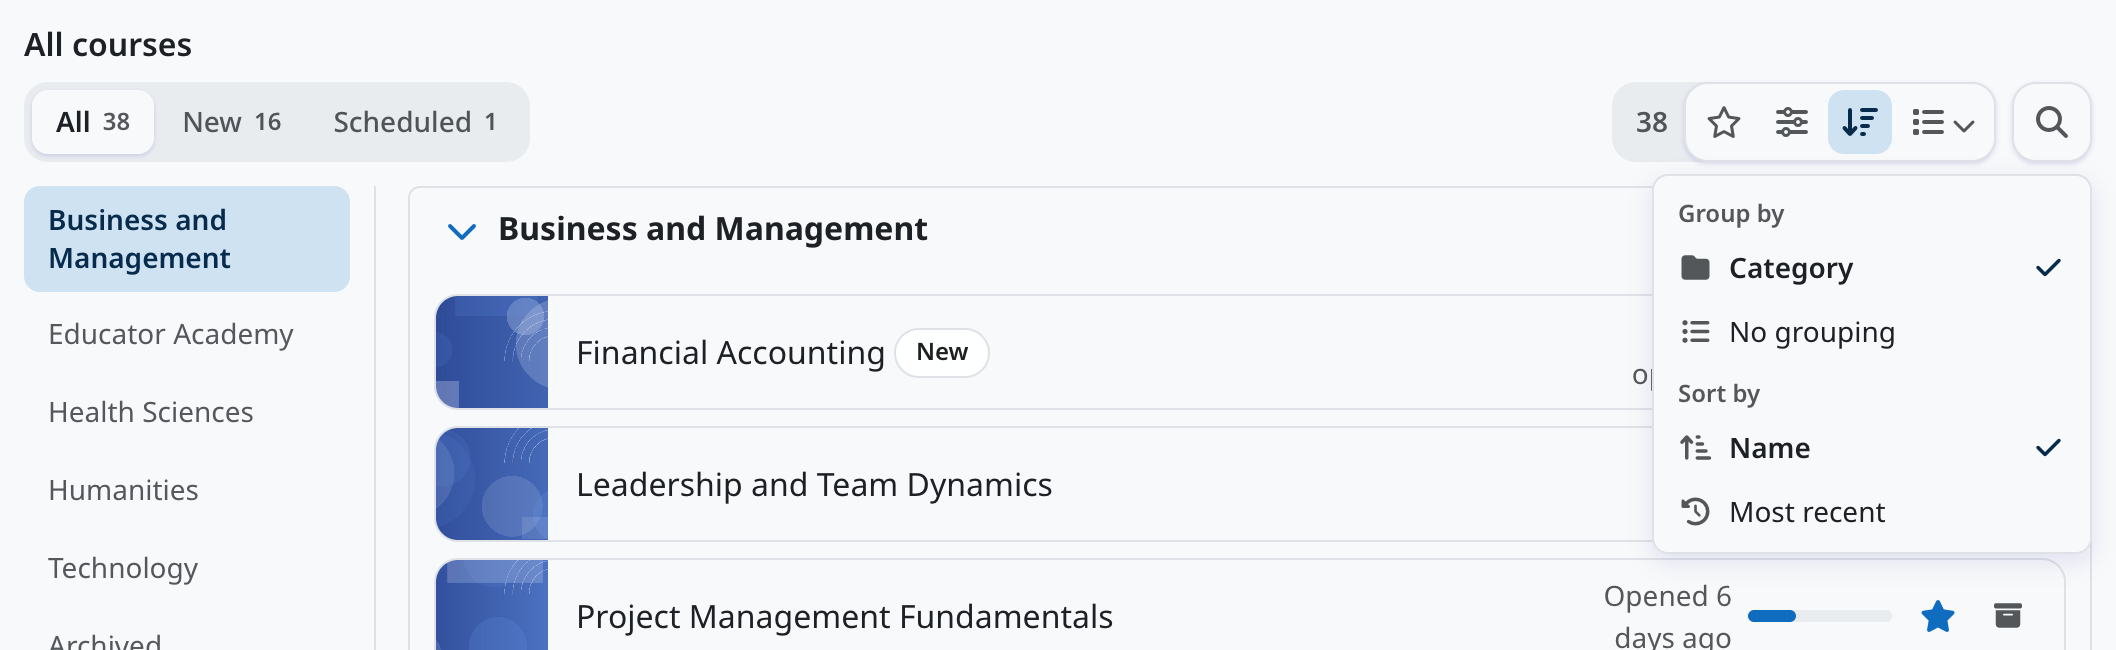 All courses
All 38
New 16
Scheduled 1
38
Business and
Management
Educator Academy
Health Sciences
Humanities
Technology
Archived
Business and Management
Financial Accounting New
Leadership and Team Dynamics
Project Management Fundamentals
Opened 6
days ago
Group by
Category
No grouping
Sort by
Name
Most recent